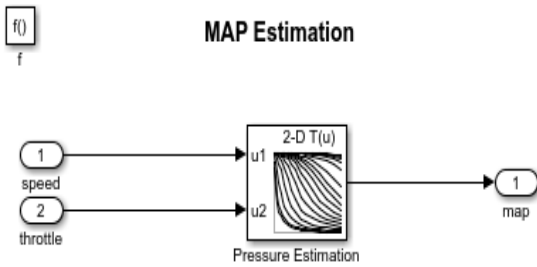 f()
f
MAP Estimation
2-D T(u)
1
u1
speed
1
2
u2
map
throttle
Pressure Estimation